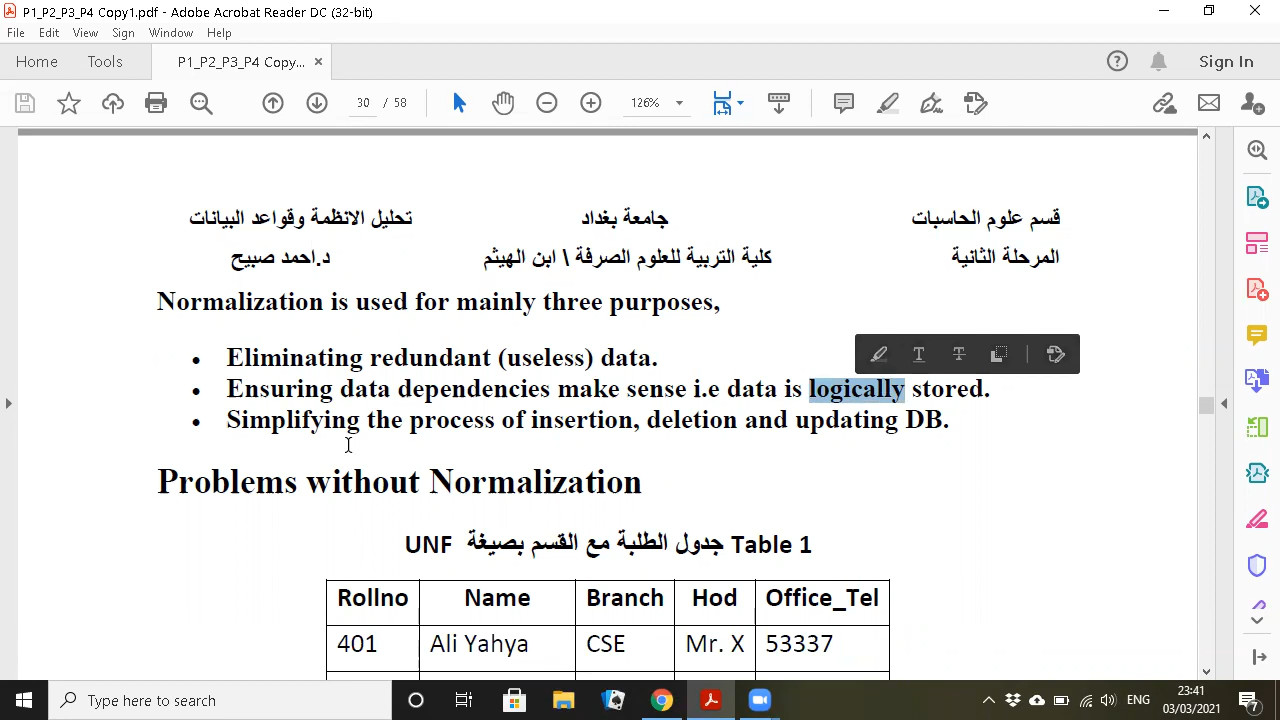 P1_P2_P3_P4 Copy1.pdf - Adobe Acrobat Reader DC (32-bit)
File Edit View Sign Window Help
Home Tools P1_P2_P3_P4 Copy... × Sign In
30 / 58 126%
قسم علوم الحاسبات جامعة بغداد تحليل الانظمة وقواعد البيانات
المرحلة الثانية كلية التربية للعلوم الصرفة \ ابن الهيثم د.احمد صبيح
Normalization is used for mainly three purposes,
• Eliminating redundant (useless) data.
• Ensuring data dependencies make sense i.e data is logically stored.
• Simplifying the process of insertion, deletion and updating DB.
Problems without Normalization
UNF جدول الطلبة مع القسم بصيغة Table 1
Rollno Name Branch Hod Office_Tel
401 Ali Yahya CSE Mr. X 53337
Type here to search ENG 23:41
03/03/2021 7